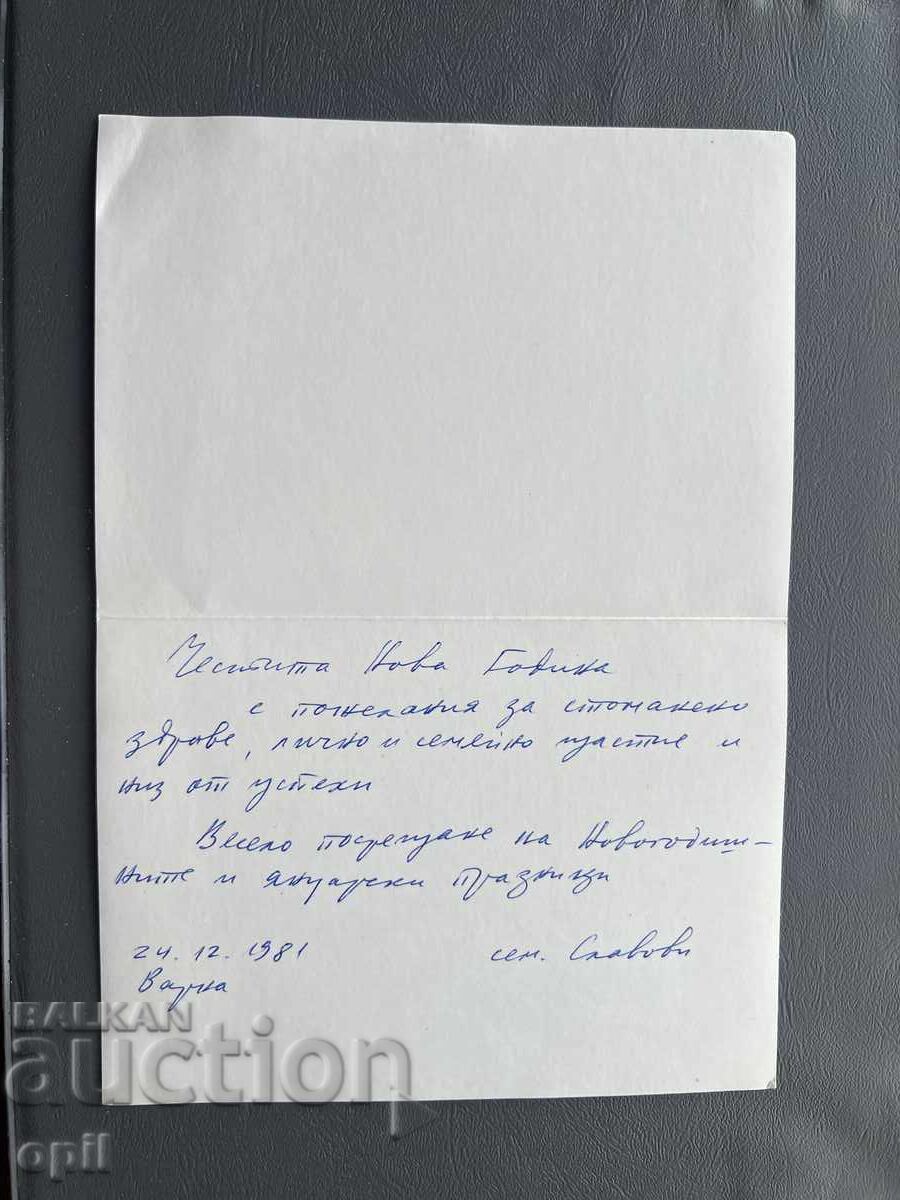 Честита Нова Година
с пожелания за стоманено
здраве, лично и семейно щастие и
низ от успехи
Весело посрещане на Новогодиш-
ните и януарски празници
24.12.1981 сем. Славови
Варна
BALKAN
auction
opil